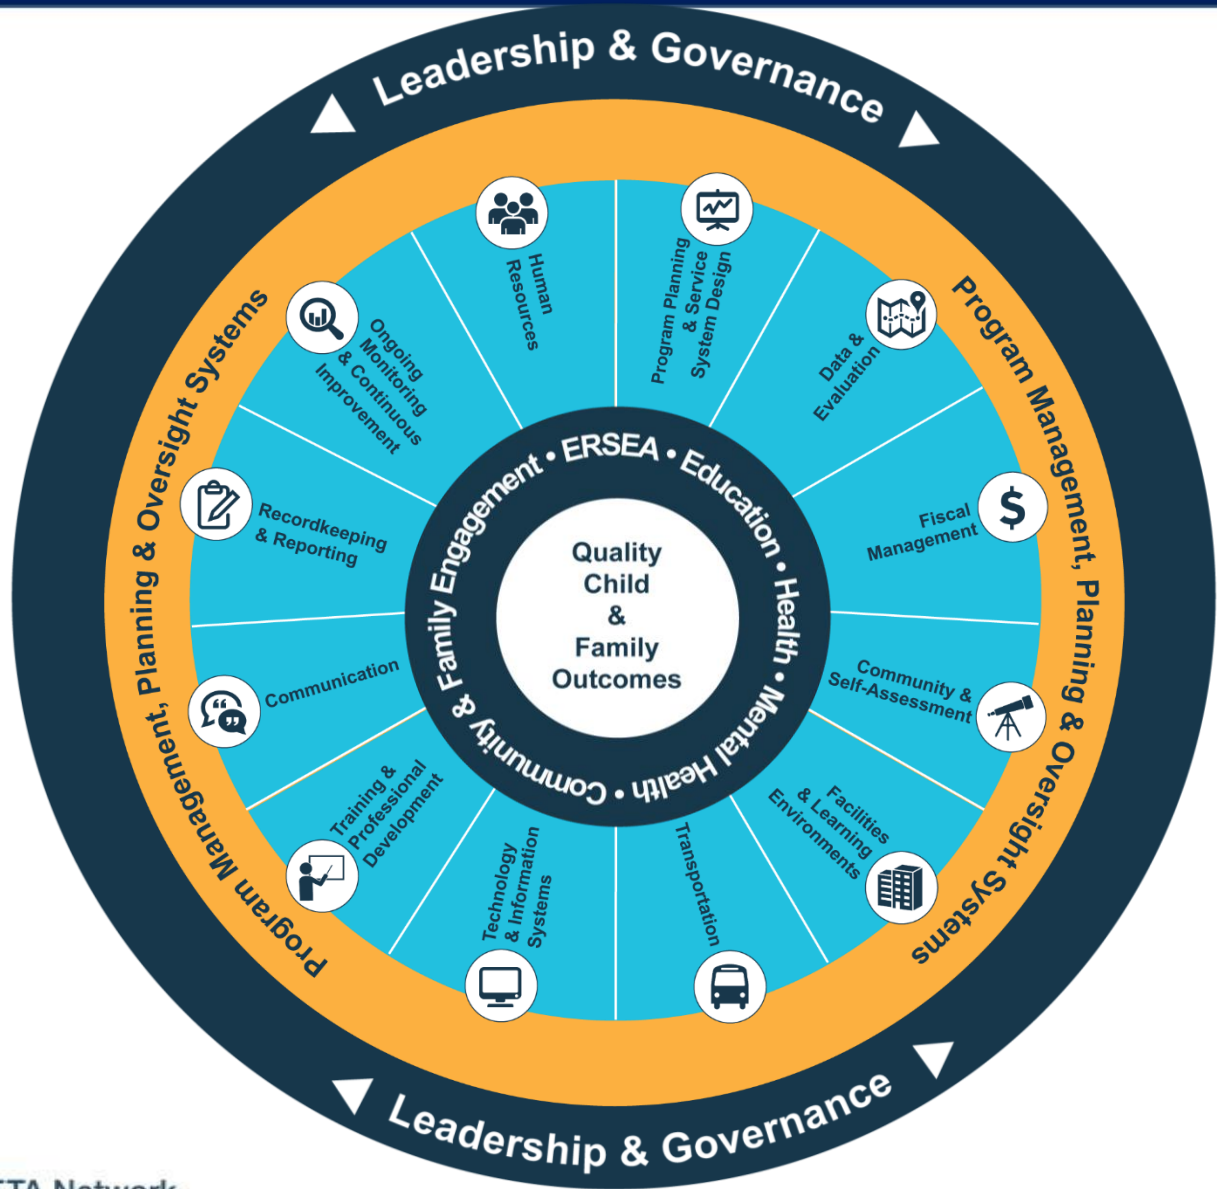 Leadership & Governance
Program Management, Planning & Oversight Systems
Program Management, Planning & Oversight Systems
Human
Resources
Program Planning
& Service
System Design
Data &
Evaluation
Fiscal
Management
$
Community &
Self-Assessment
Facilities
& Learning
Environments
Transportation
Technology
& Information
Systems
Training &
Professional
Development
Communication
Recordkeeping
& Reporting
Ongoing
Monitoring
& Continuous
Improvement
ERSEA • Education • Health • Mental Health • Community & Family Engagement •
Quality
Child
&
Family
Outcomes
Leadership & Governance
Network